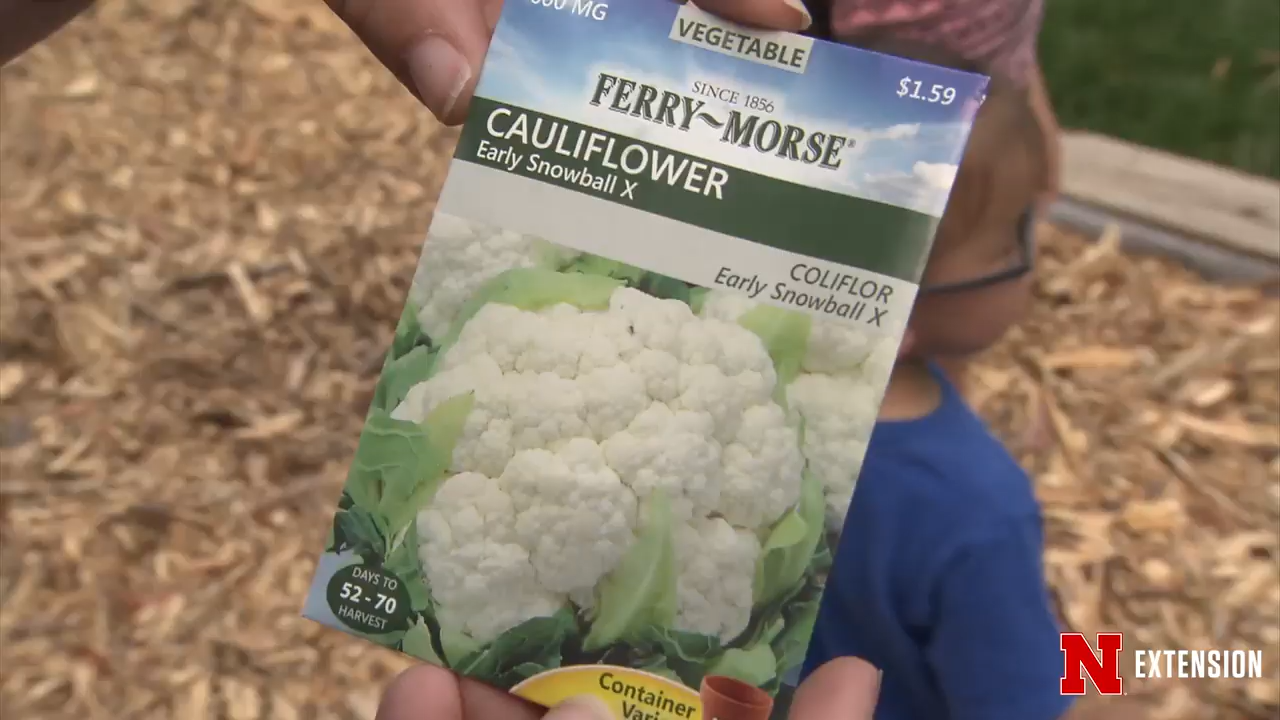 MG
VEGETABLE
$1.59
SINCE 1856
FERRY~MORSE®
CAULIFLOWER
Early Snowball X
COLIFLOR
Early Snowball X
DAYS TO
52 - 70
HARVEST
Container
N EXTENSION